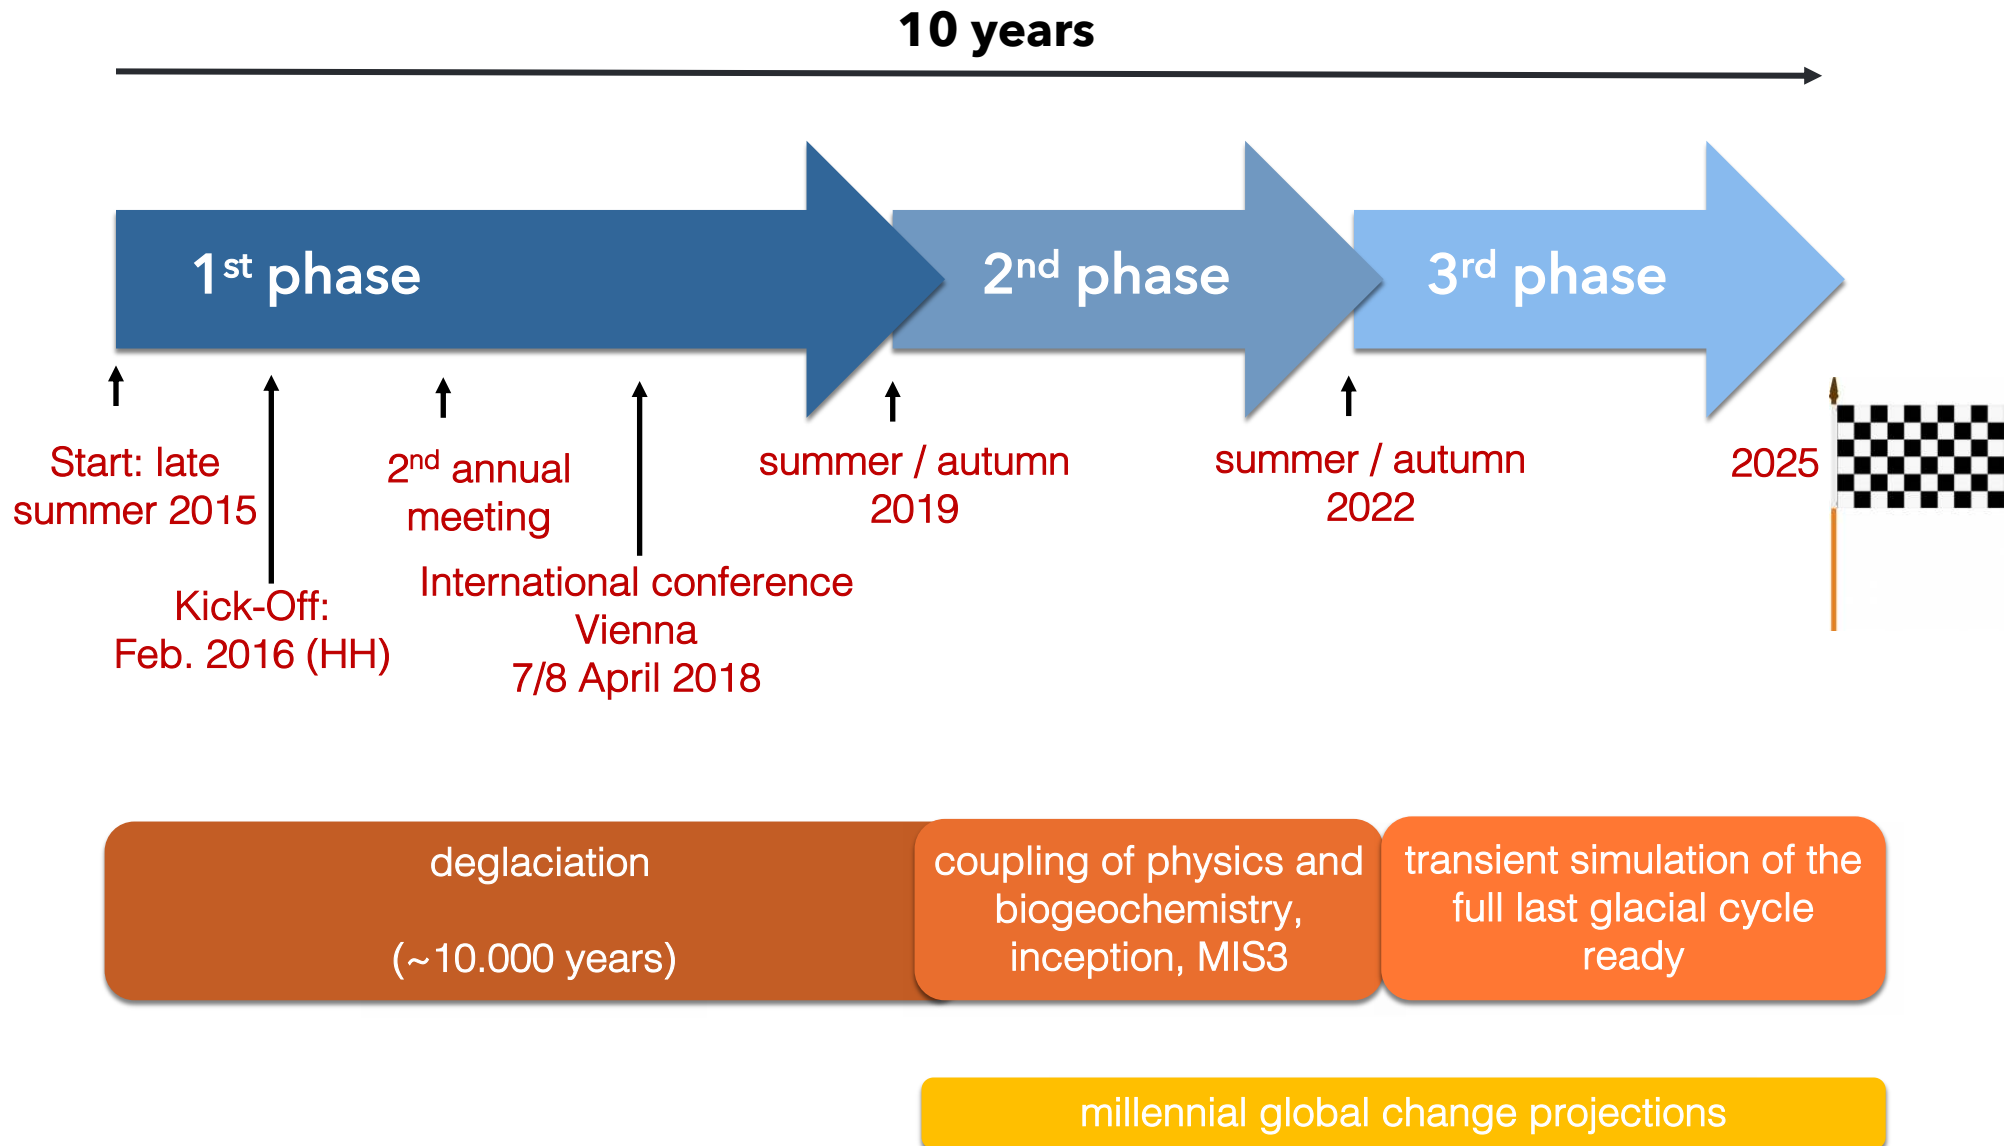 10 years
1st phase
2nd phase
3rd phase
Start: late
summer 2015
Kick-Off:
Feb. 2016 (HH)
2nd annual
meeting
International conference
Vienna
7/8 April 2018
summer / autumn
2019
summer / autumn
2022
2025
deglaciation
(~10.000 years)
coupling of physics and
biogeochemistry,
inception, MIS3
transient simulation of the
full last glacial cycle
ready
millennial global change projections